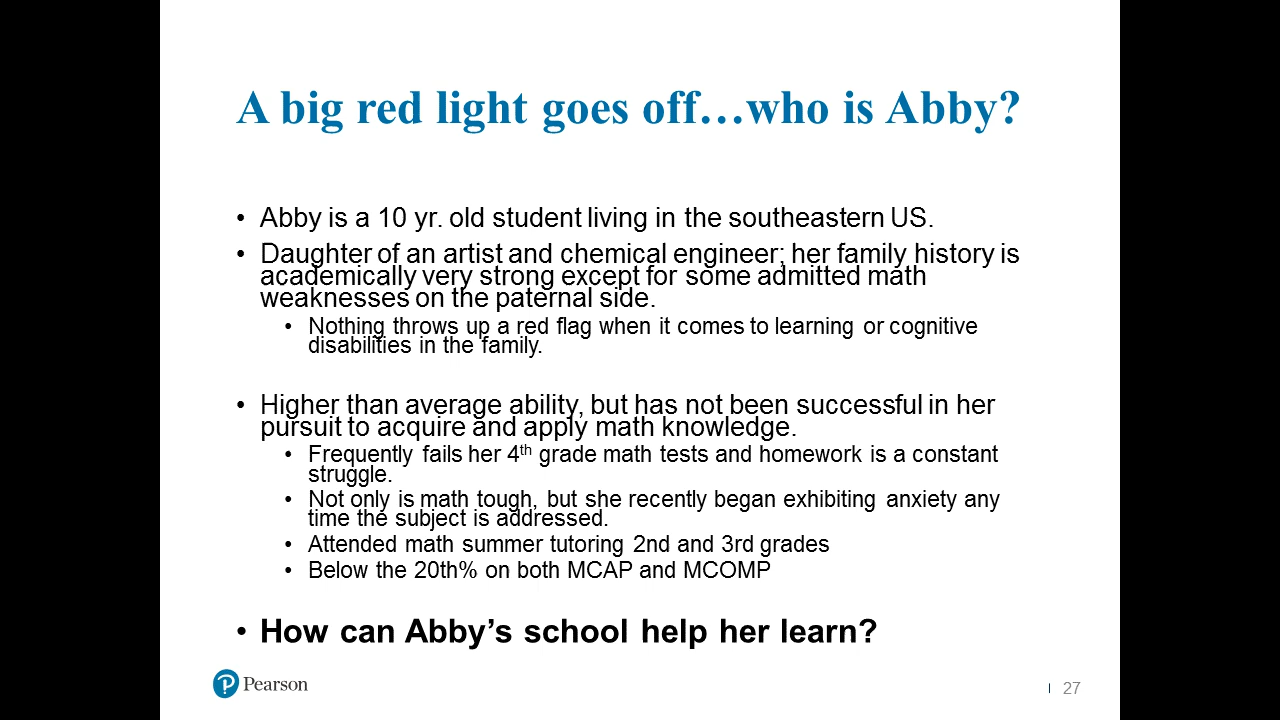 A big red light goes off…who is Abby?
• Abby is a 10 yr. old student living in the southeastern US.
• Daughter of an artist and chemical engineer; her family history is
academically very strong except for some admitted math
weaknesses on the paternal side.
• Nothing throws up a red flag when it comes to learning or cognitive
disabilities in the family.
• Higher than average ability, but has not been successful in her
pursuit to acquire and apply math knowledge.
• Frequently fails her 4th grade math tests and homework is a constant
struggle.
• Not only is math tough, but she recently began exhibiting anxiety any
time the subject is addressed.
• Attended math summer tutoring 2nd and 3rd grades
• Below the 20th% on both MCAP and MCOMP
• How can Abby’s school help her learn?
P Pearson
| 27